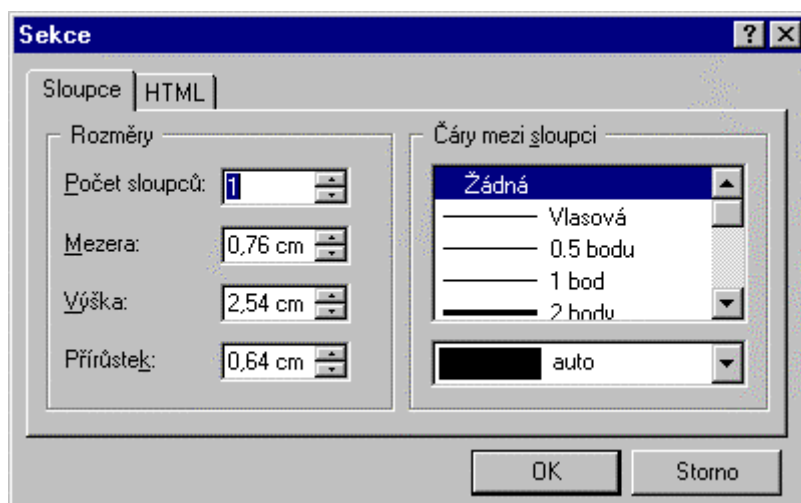 Sekce
Sloupce HTML
Rozměry
Počet sloupců: 1
Mezera: 0,76 cm
Výška: 2,54 cm
Přírůstek: 0,64 cm
Čáry mezi sloupci
Žádná
Vlasová
0.5 bodu
1 bod
2 body
auto
OK Storno